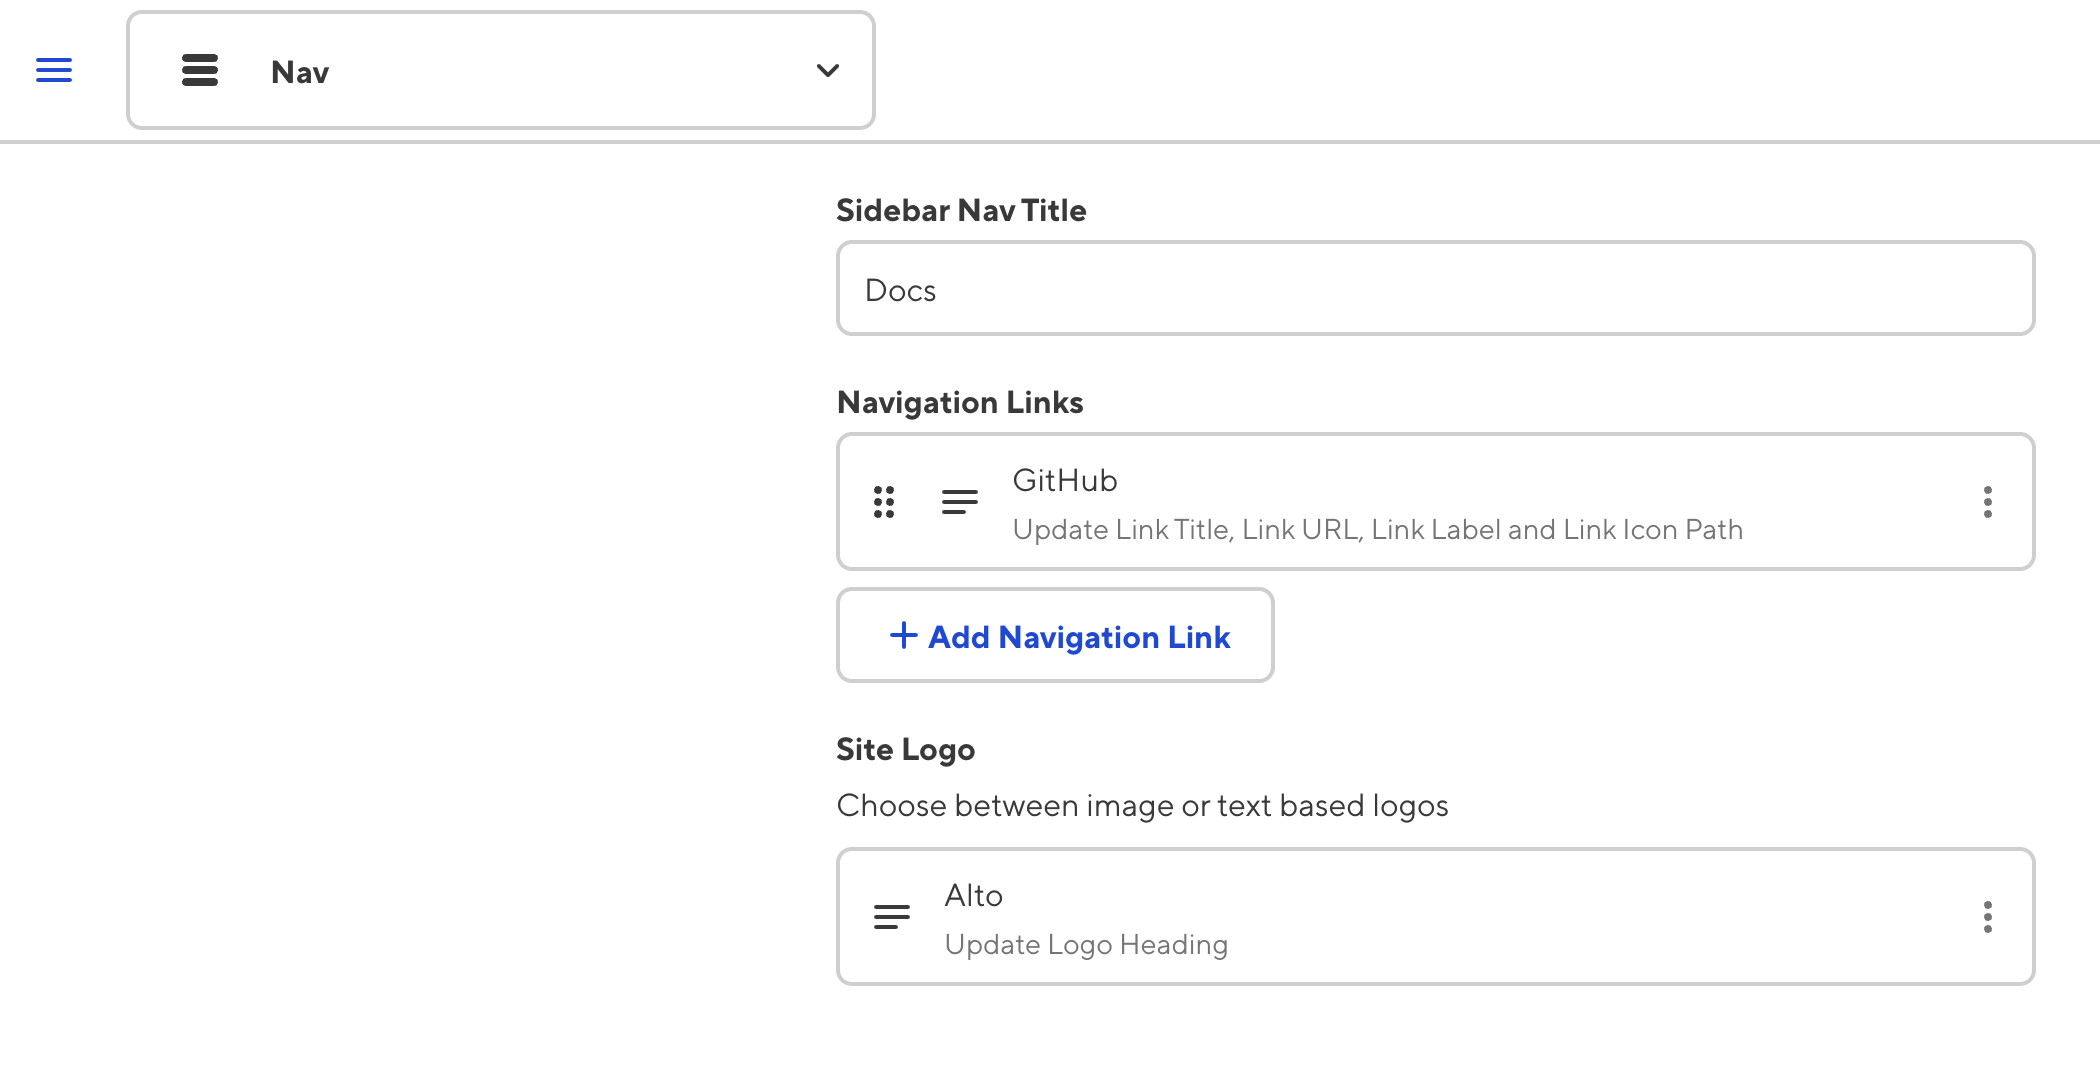 Nav
Sidebar Nav Title
Docs
Navigation Links
GitHub
Update Link Title, Link URL, Link Label and Link Icon Path
Add Navigation Link
Site Logo
Choose between image or text based logos
Alto
Update Logo Heading